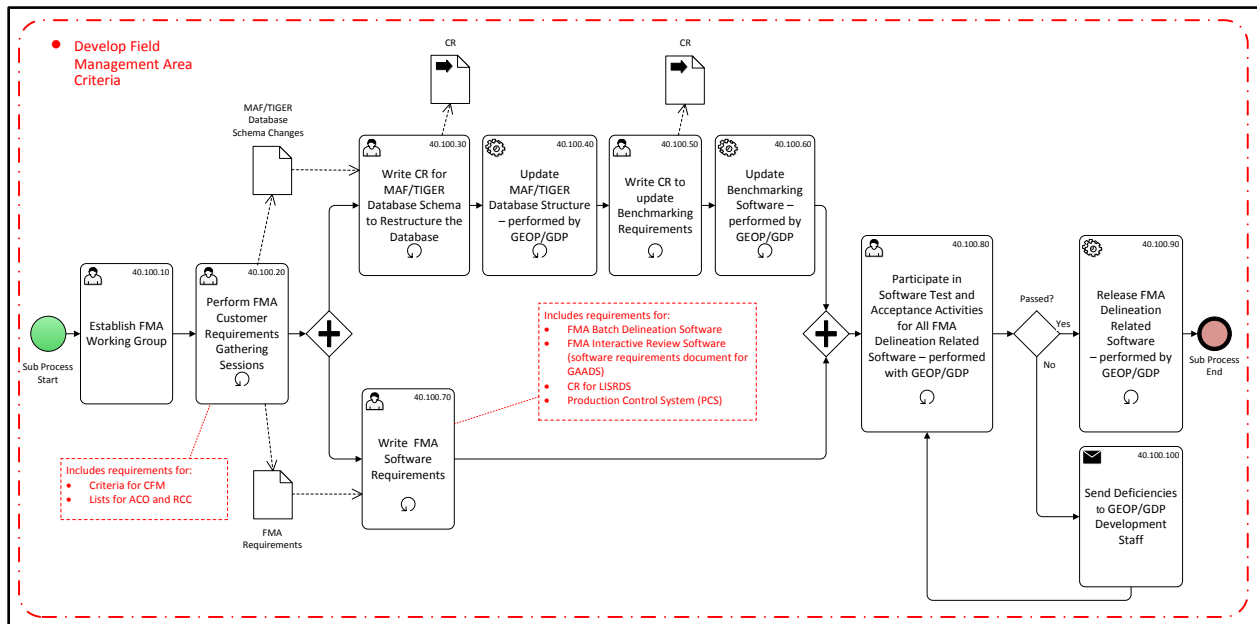 Develop Field
Management Area
Criteria
CR
CR
MAF/TIGER
Database
Schema Changes
40.100.30
Write CR for
MAF/TIGER
Database Schema
to Restructure the
Database
40.100.40
Update
MAF/TIGER
Database Structure
– performed by
GEOP/GDP
40.100.50
Write CR to
update
Benchmarking
Requirements
40.100.60
Update
Benchmarking
Software –
performed by
GEOP/GDP
Sub Process
Start
40.100.10
Establish FMA
Working Group
40.100.20
Perform FMA
Customer
Requirements
Gathering
Sessions
Includes requirements for:
Criteria for CFM
Lists for ACO and RCC
FMA
Requirements
40.100.70
Write FMA
Software
Requirements
Includes requirements for:
FMA Batch Delineation Software
FMA Interactive Review Software
(software requirements document for
GAADS)
CR for LISRDS
Production Control System (PCS)
40.100.80
Participate in
Software Test and
Acceptance Activities
for All FMA
Delineation Related
Software – performed
with GEOP/GDP
Passed?
Yes
No
40.100.90
Release FMA
Delineation
Related
Software
– performed by
GEOP/GDP
Sub Process
End
40.100.100
Send Deficiencies
to GEOP/GDP
Development
Staff